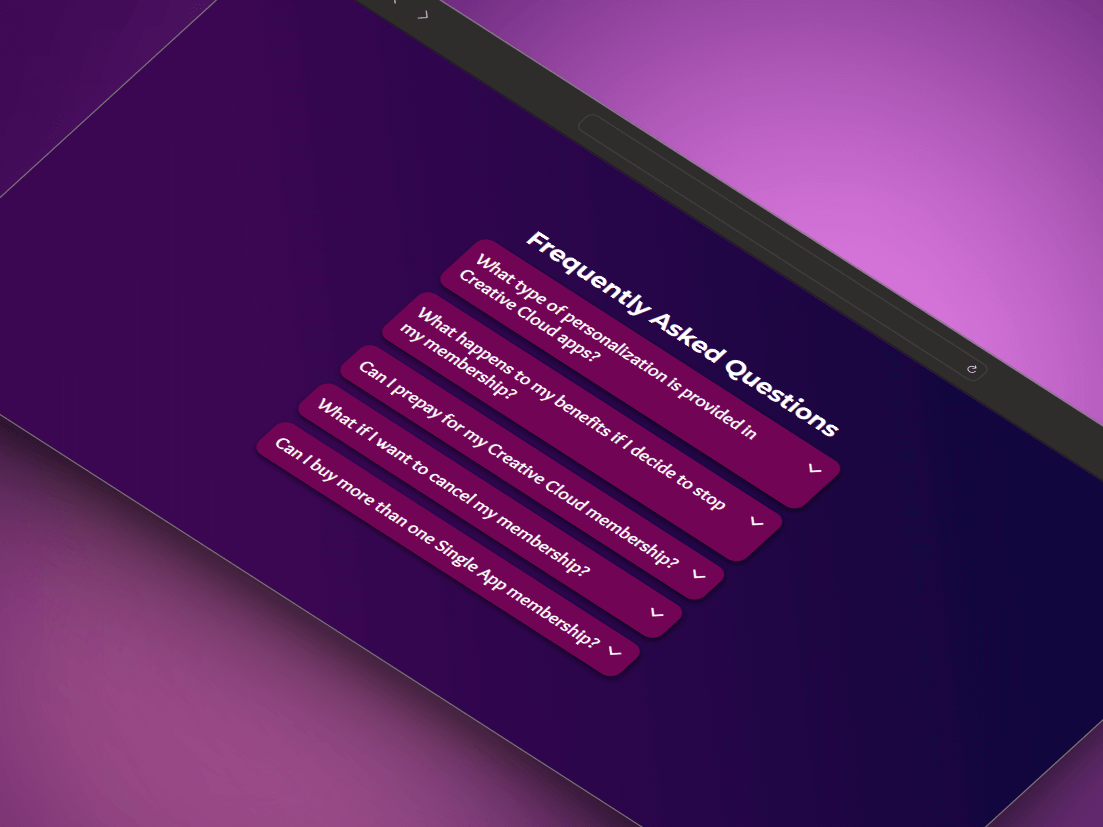 Frequently Asked Questions
What type of personalization is provided in
Creative Cloud apps?
What happens to my benefits if I decide to stop
my membership?
Can I prepay for my Creative Cloud membership?
What if I want to cancel my membership?
Can I buy more than one Single App membership?